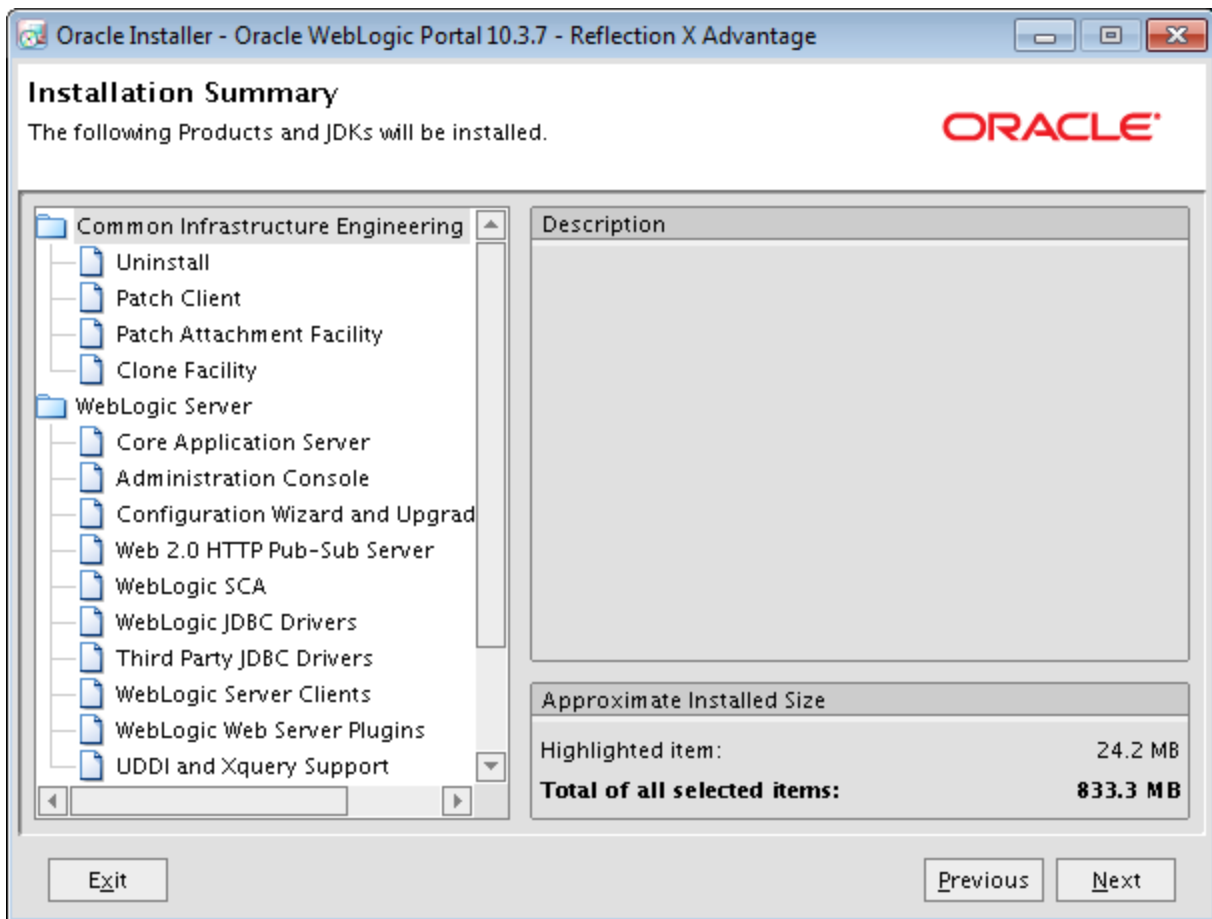 Oracle Installer - Oracle WebLogic Portal 10.3.7 - Reflection X Advantage
Installation Summary
The following Products and JDKs will be installed.
ORACLE
Common Infrastructure Engineering
Uninstall
Patch Client
Patch Attachment Facility
Clone Facility
WebLogic Server
Core Application Server
Administration Console
Configuration Wizard and Upgrad
Web 2.0 HTTP Pub-Sub Server
WebLogic SCA
WebLogic JDBC Drivers
Third Party JDBC Drivers
WebLogic Server Clients
WebLogic Web Server Plugins
UDDI and Xquery Support
Description
Approximate Installed Size
Highlighted item: 24.2 MB
Total of all selected items: 833.3 MB
Exit Previous Next